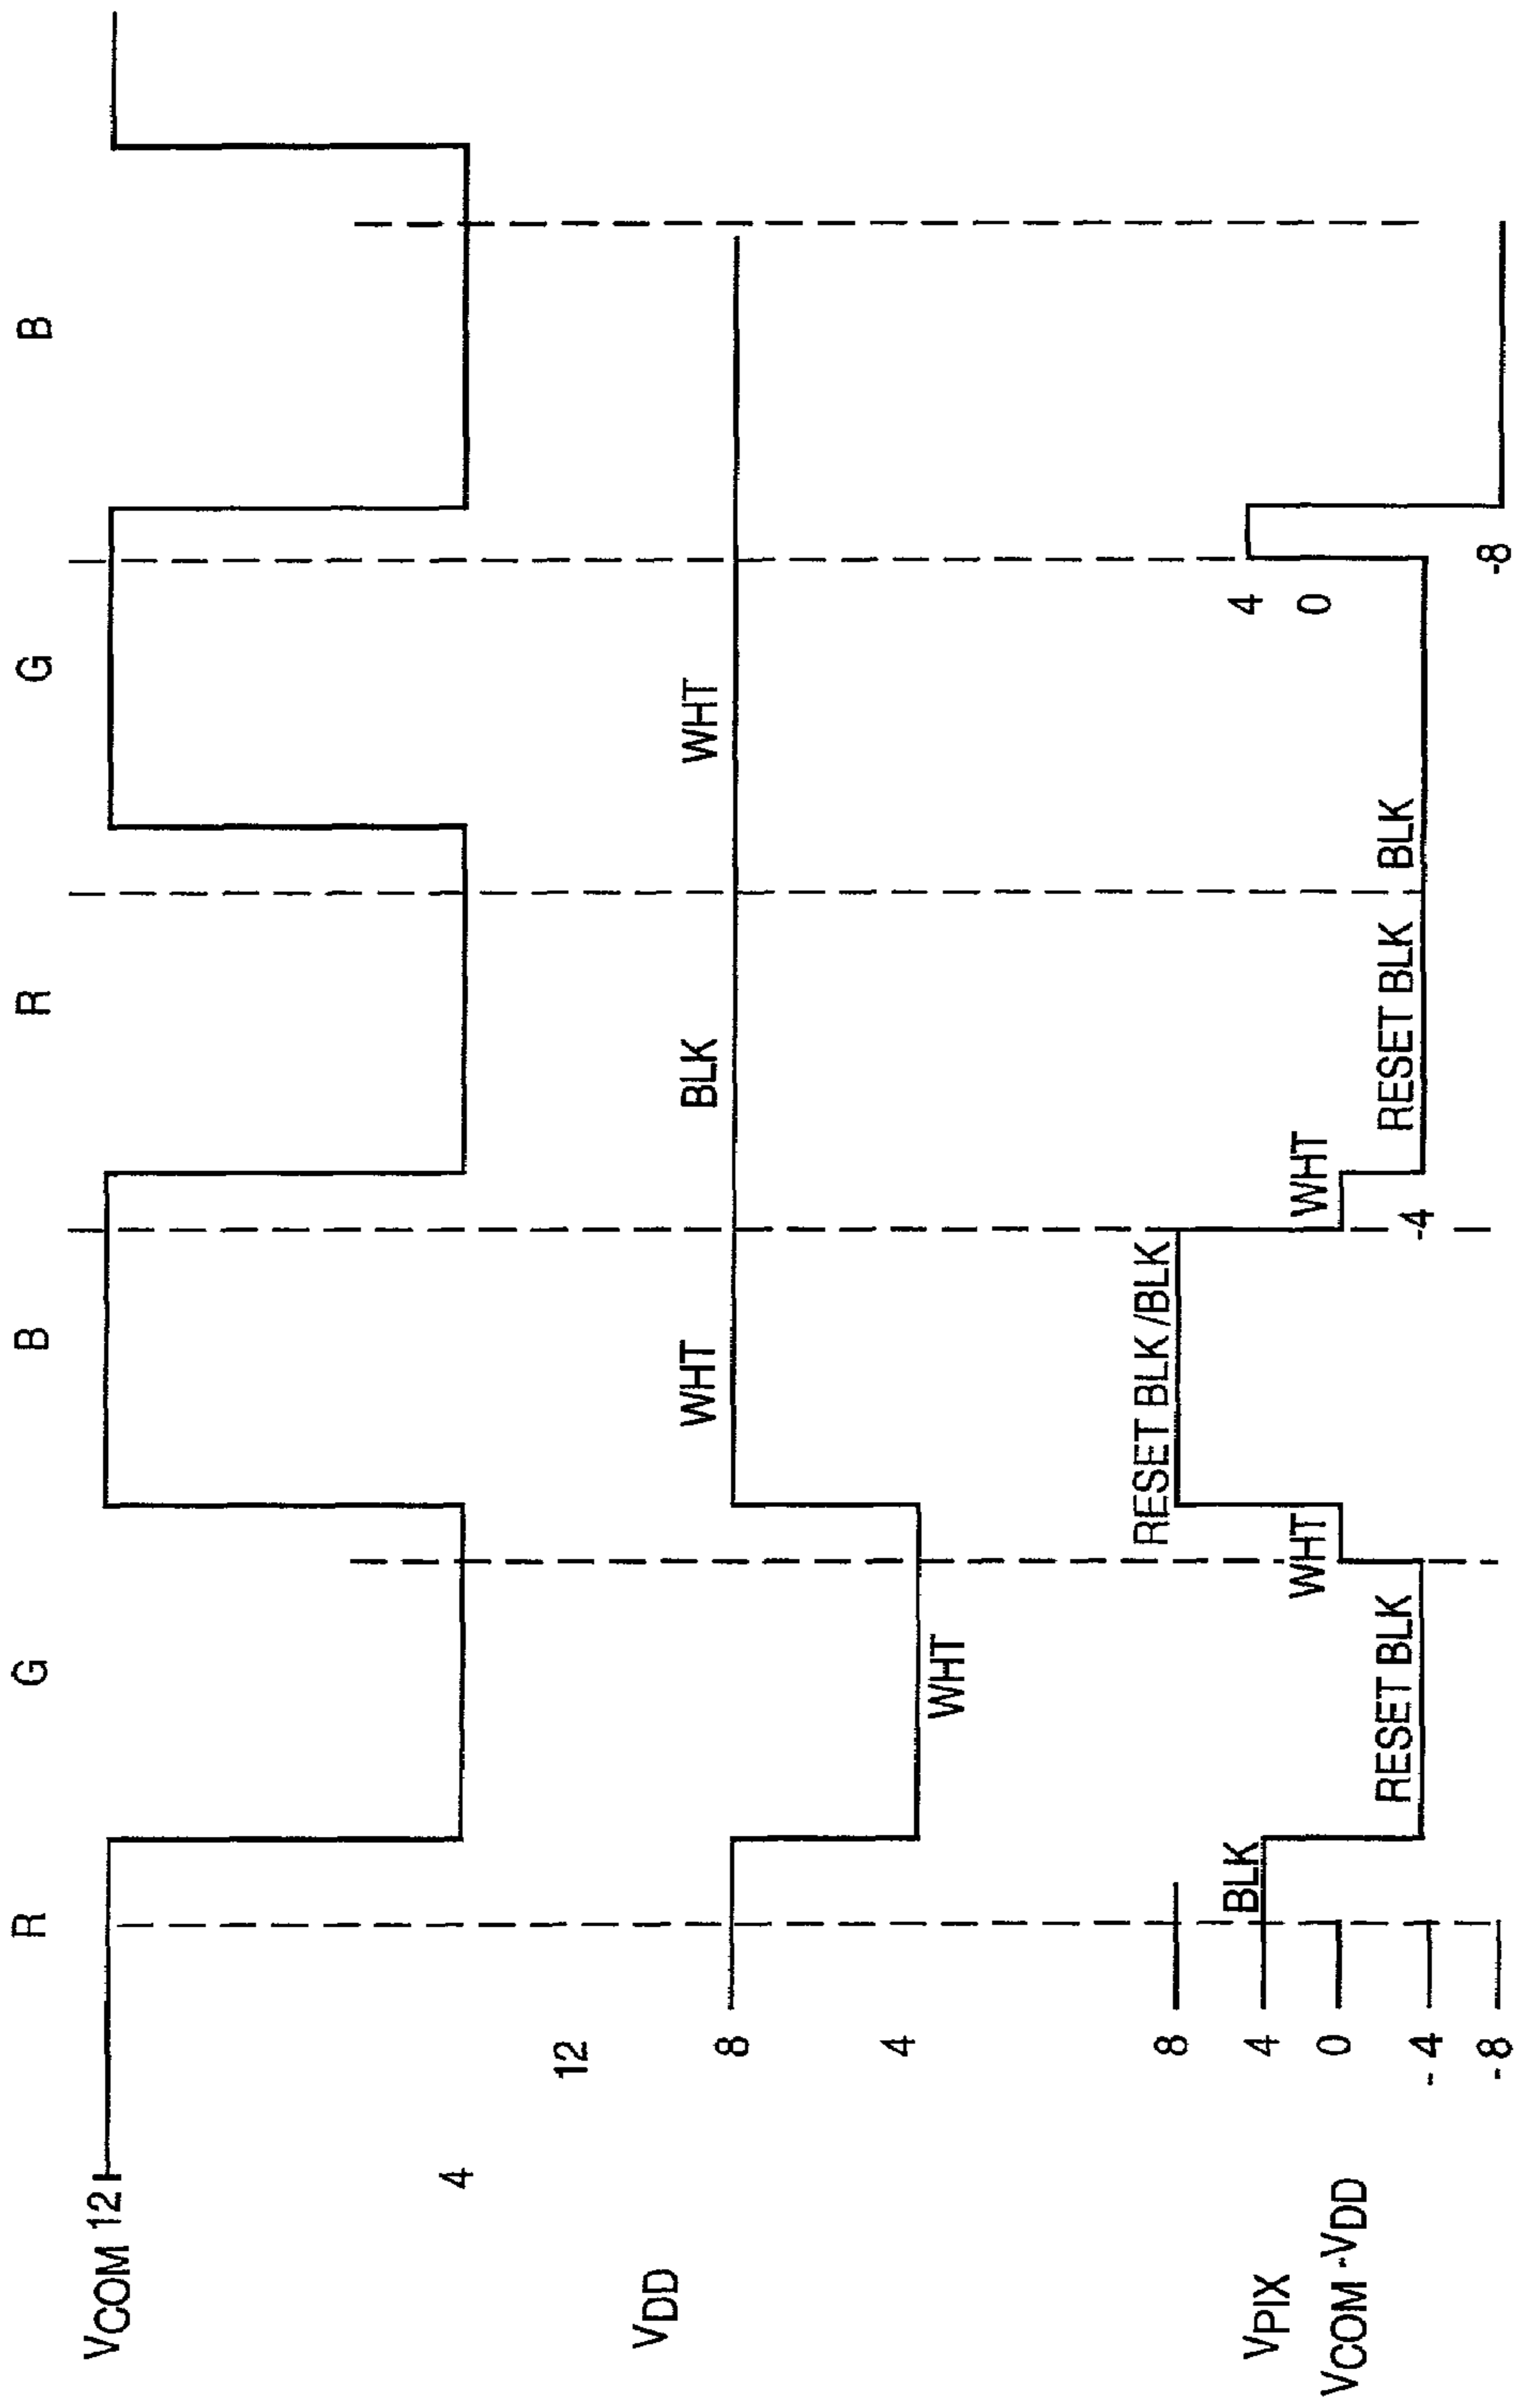 R G B R G B
VCOM 12
4
12
VDD 8
4
WHT
WHT
BLK
WHT
VPIX
VCOM -VDD
8
4
0
-4
-8
BLK
RESET BLK
WHT
RESET BLK /BLK
WHT
-4
RESET BLK
BLK
4
0
-8